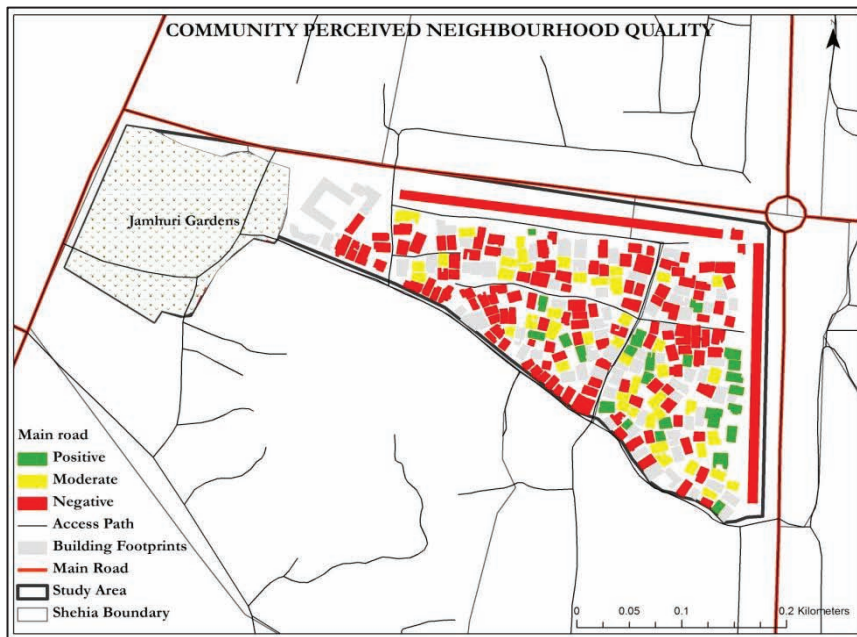 COMMUNITY PERCEIVED NEIGHBOURHOOD QUALITY
N
Jamhuri Gardens
Main road
Positive
Moderate
Negative
Access Path
Building Footprints
Main Road
Study Area
Shehia Boundary
0 0.05 0.1 0.2 Kilometers